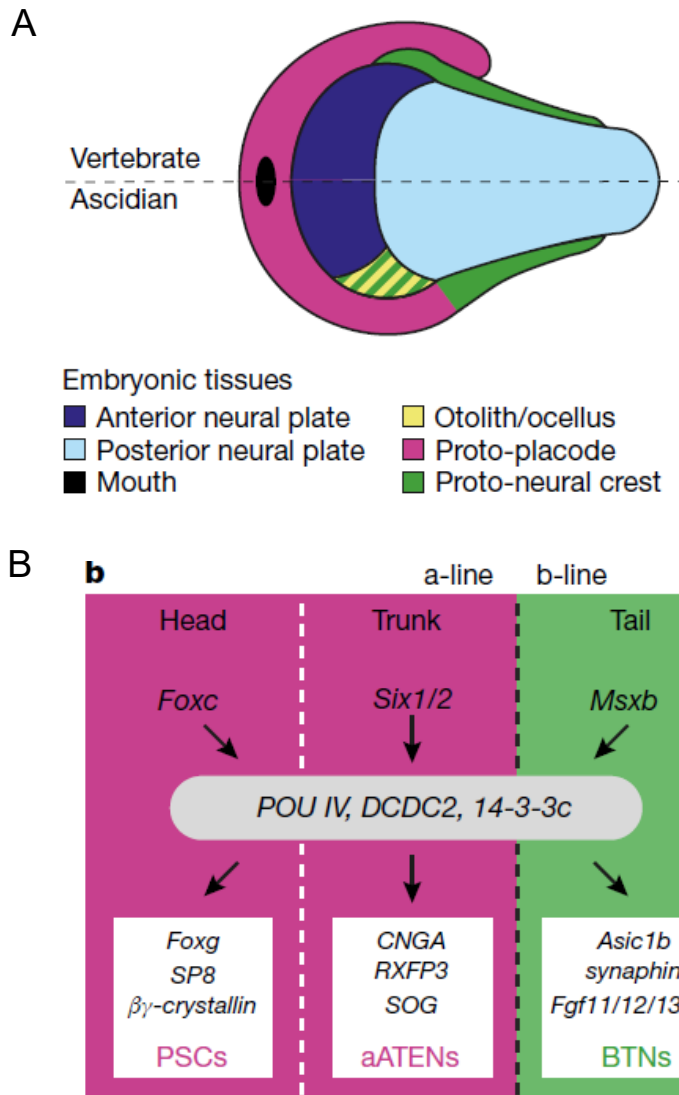 A
Vertebrate
Ascidian
Embryonic tissues
Anterior neural plate
Posterior neural plate
Mouth
Otolith/ocellus
Proto-placode
Proto-neural crest
B
b
a-line b-line
Head Trunk Tail
Foxc Six1/2 Msxb
POU IV, DCDC2, 14-3-3c
Foxg
SP8
βγ-crystallin
PSCs
CNGA
RXFP3
SOG
aATENs
Asic1b
synaphin
Fgf11/12/13
BTNs